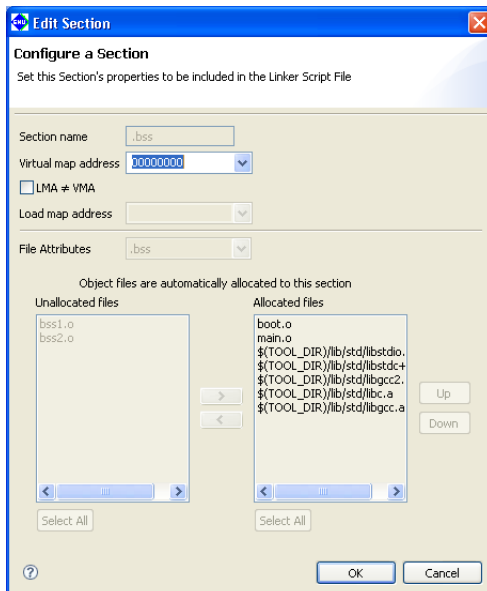 GNU Edit Section
Configure a Section
Set this Section's properties to be included in the Linker Script File
Section name .bss
Virtual map address 00000000
LMA ≠ VMA
Load map address
File Attributes .bss
Object files are automatically allocated to this section
Unallocated files
bss1.o
bss2.o
Allocated files
boot.o
main.o
$(TOOL_DIR)/lib/std/libstdio.
$(TOOL_DIR)/lib/std/libstdc+
$(TOOL_DIR)/lib/std/libgcc2.
$(TOOL_DIR)/lib/std/libc.a
$(TOOL_DIR)/lib/std/libgcc.a
>
<
Up
Down
Select All
Select All
?
OK
Cancel